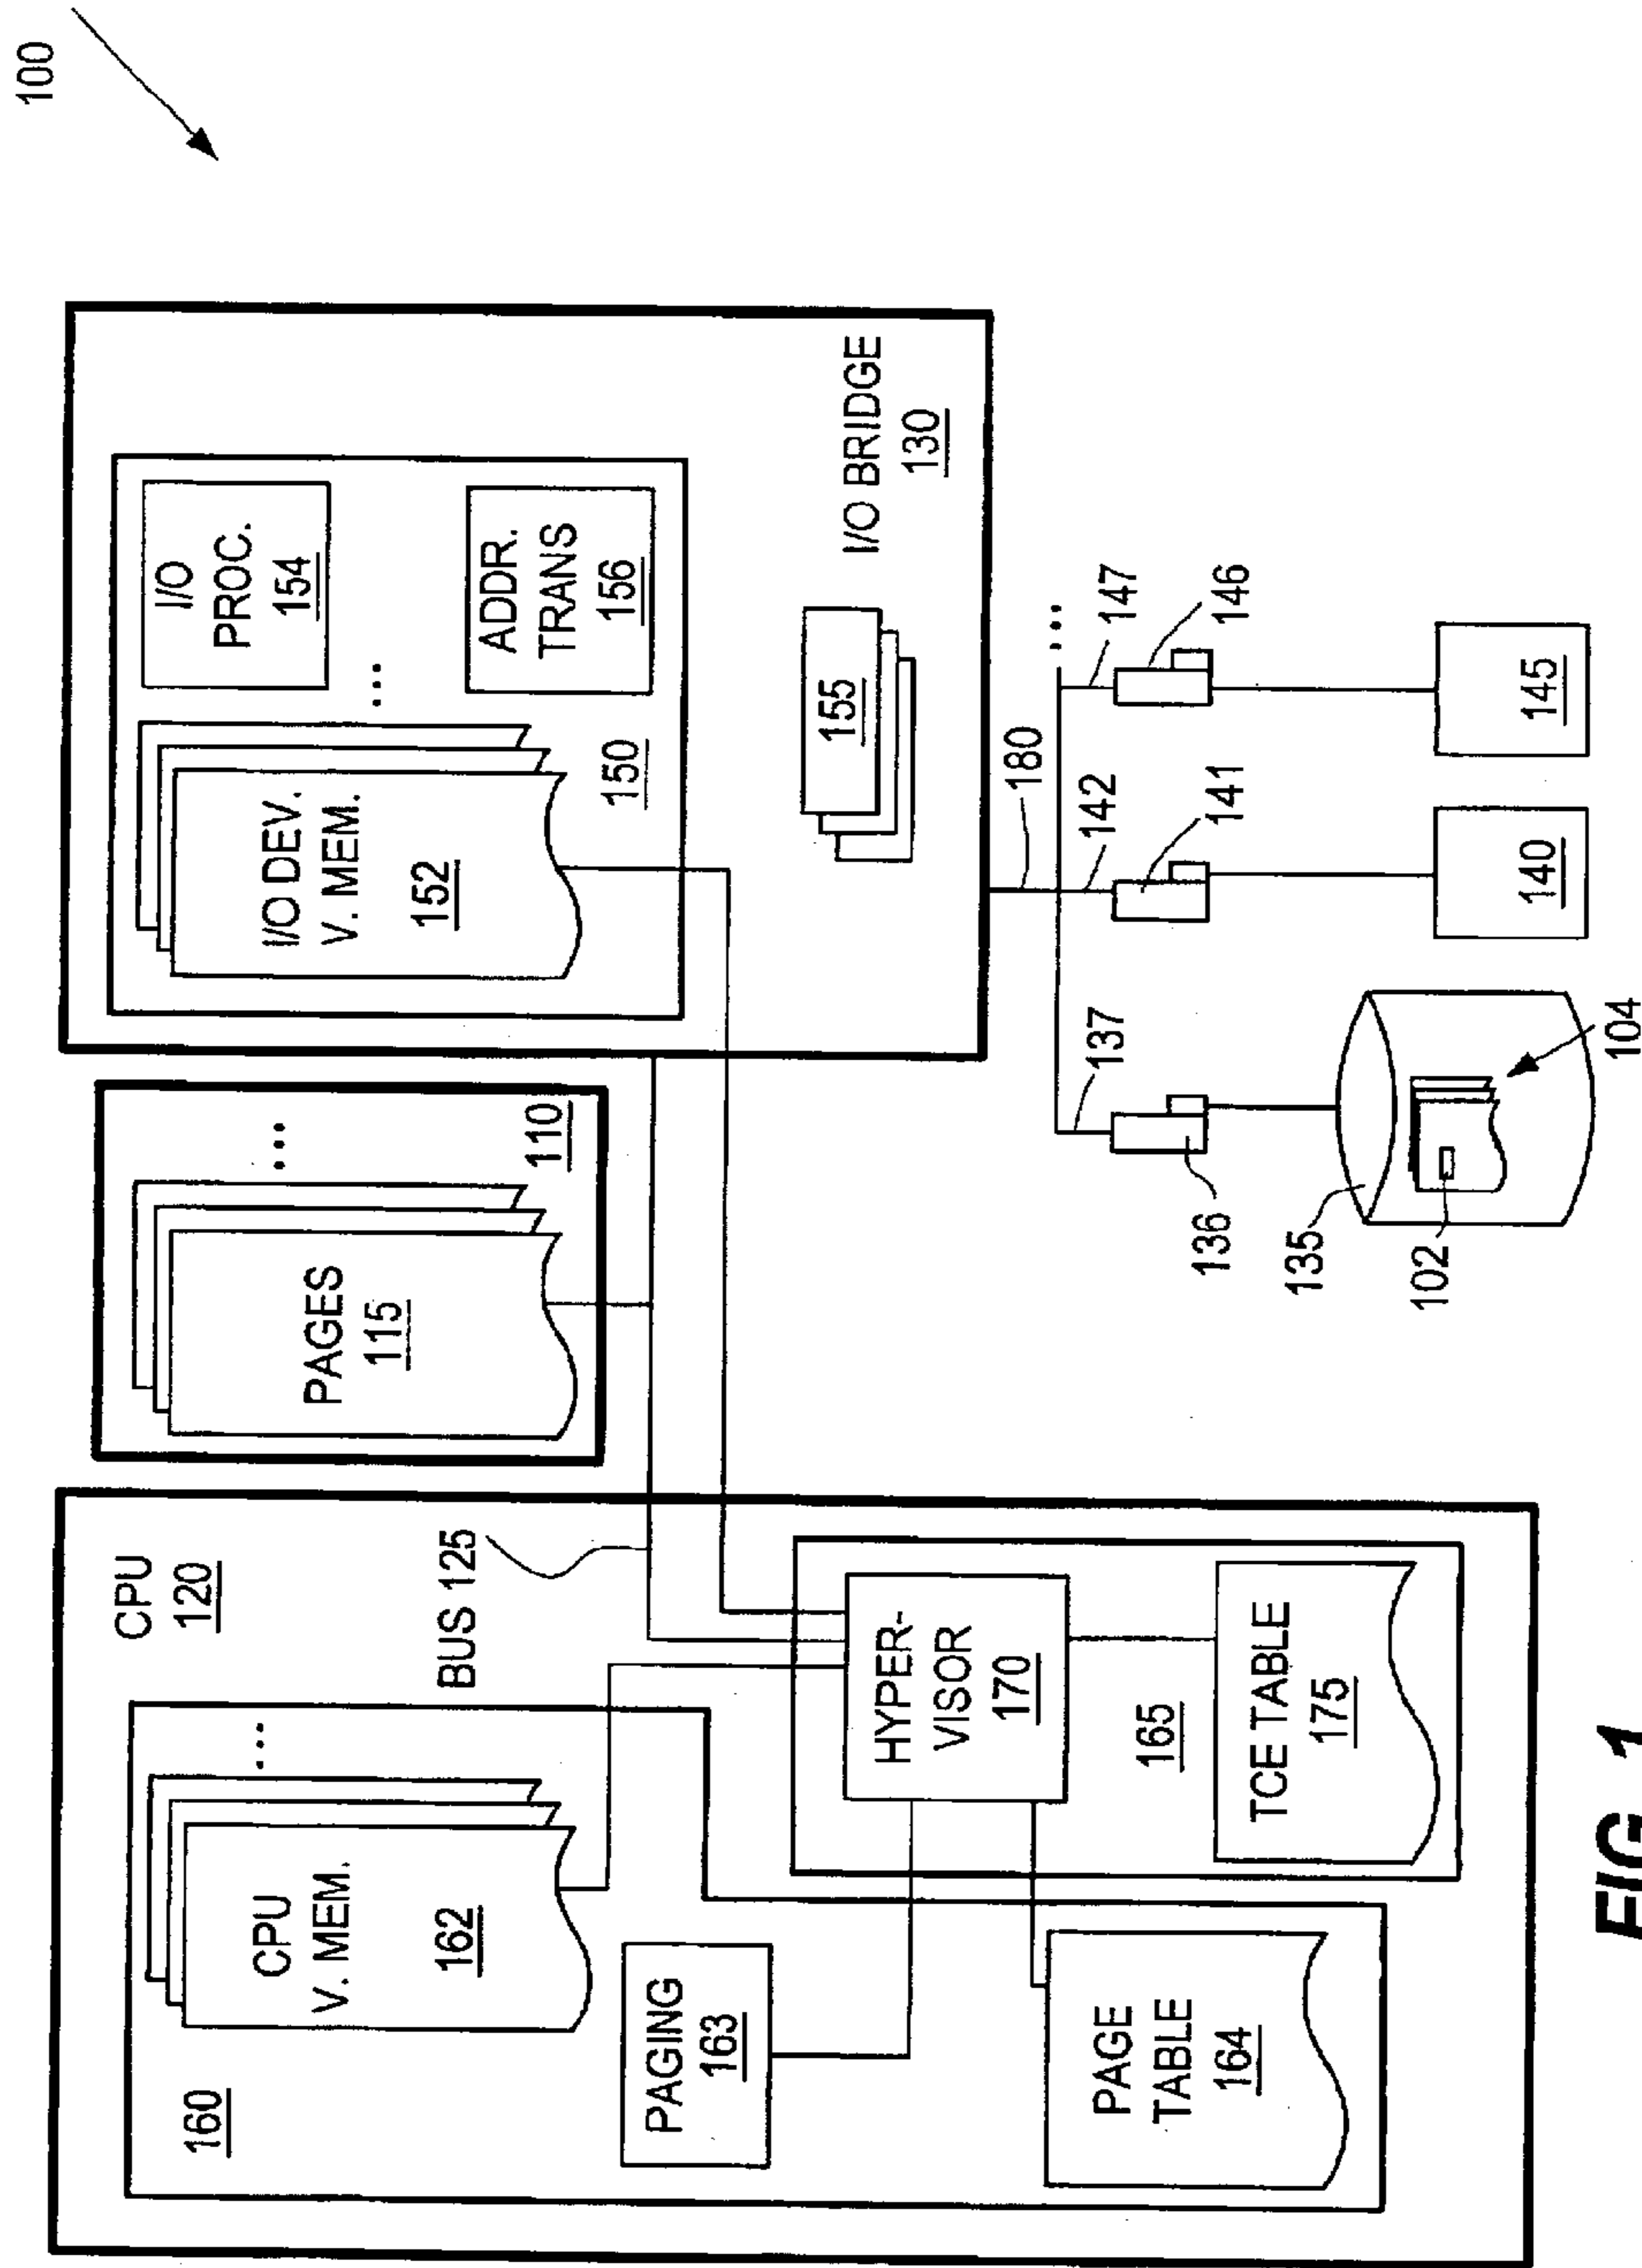 100
CPU
120
160
CPU
V. MEM.
162
...
PAGING
163
PAGE
TABLE
164
BUS 125
HYPER-
VISOR
170
165
TCE TABLE
175
PAGES
115
...
110
I/O DEV.
V. MEM.
152
...
I/O
PROC.
154
ADDR.
TRANS
156
150
155
I/O BRIDGE
130
180
...
137
142
147
136
141
146
135
102
104
140
145
FIG. 1